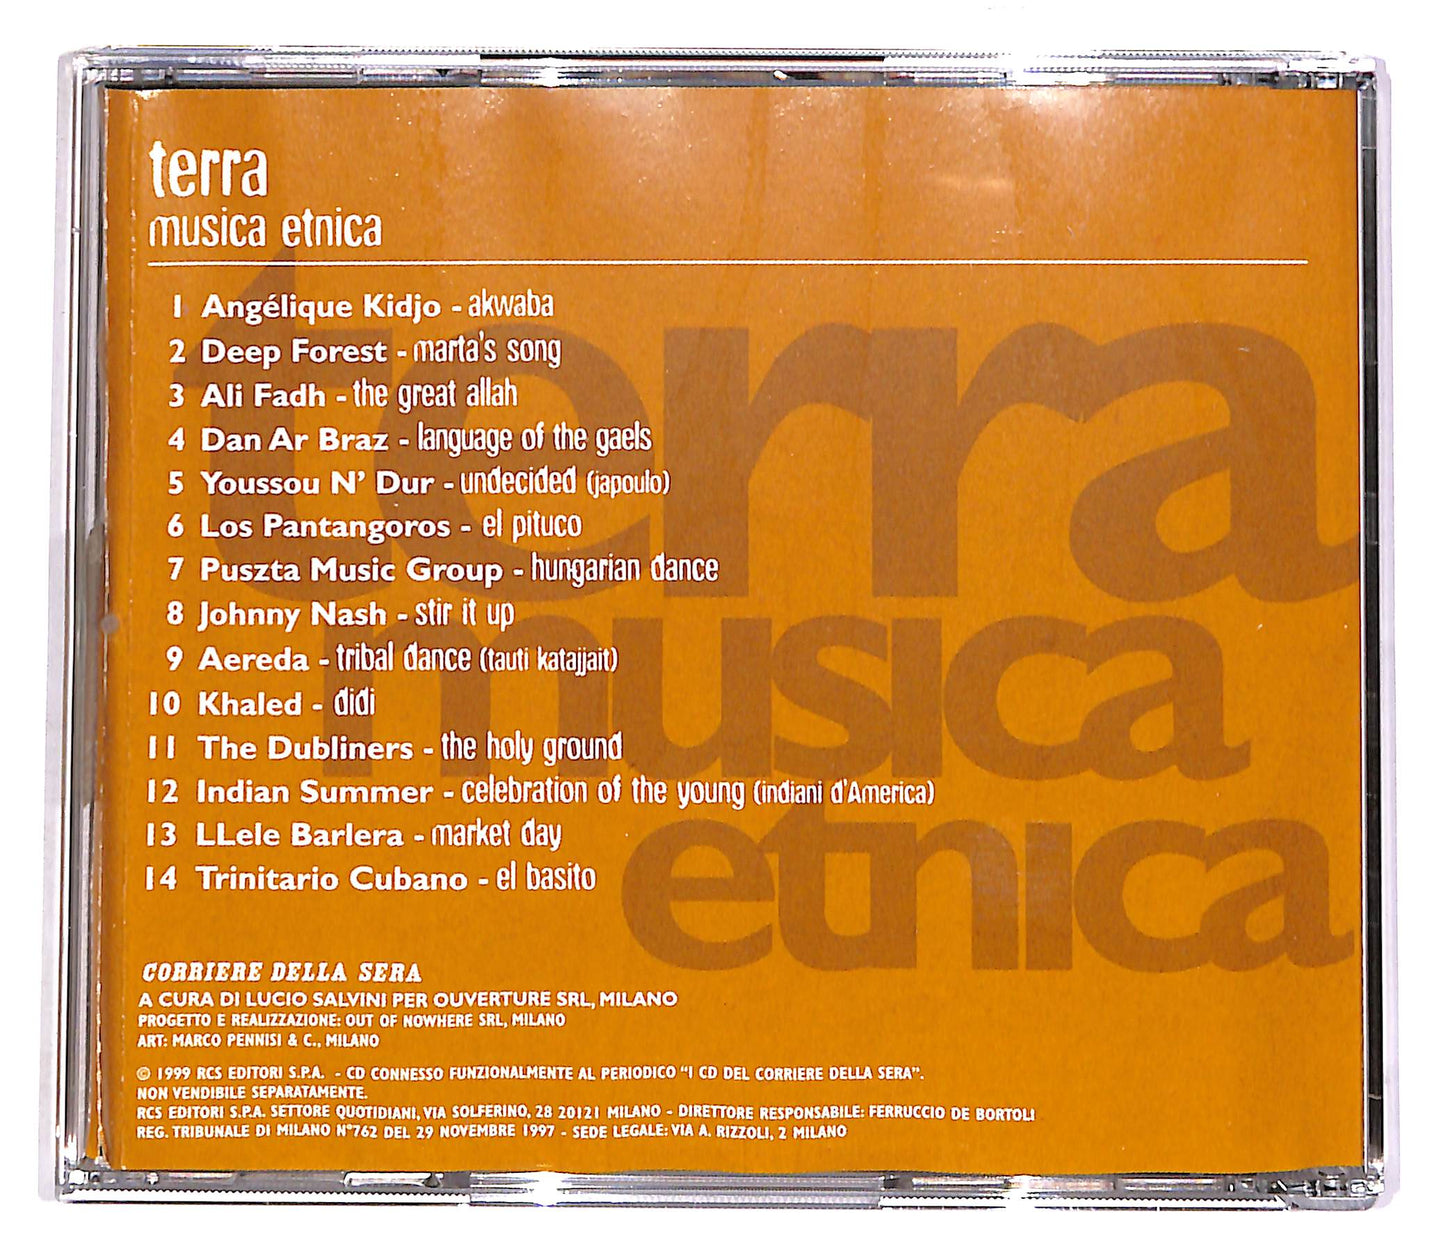 terra
musica etnica
1 Angélique Kidjo - akwaba
2 Deep Forest - marta's song
3 Ali Fadh - the great allah
4 Dan Ar Braz - language of the gaels
5 Youssou N' Dur - undecided (japoulo)
6 Los Pantangoros - el pituco
7 Puszta Music Group - hungarian dance
8 Johnny Nash - stir it up
9 Aereda - tribal dance (tauti katajjait)
10 Khaled - didi
11 The Dubliners - the holy ground
12 Indian Summer - celebration of the young (indiani d'America)
13 LLele Barlera - market day
14 Trinitario Cubano - el basito
terra
musica
etnica
CORRIERE DELLA SERA
A CURA DI LUCIO SALVINI PER OUVERTURE SRL, MILANO
PROGETTO E REALIZZAZIONE: OUT OF NOWHERE SRL, MILANO
ART: MARCO PENNISI & C., MILANO
© 1999 RCS EDITORI S.P.A. - CD CONNESSO FUNZIONALMENTE AL PERIODICO "I CD DEL CORRIERE DELLA SERA".
NON VENDIBILE SEPARATAMENTE.
RCS EDITORI S.P.A. SETTORE QUOTIDIANI, VIA SOLFERINO, 28 20121 MILANO - DIRETTORE RESPONSABILE: FERRUCCIO DE BORTOLI
REG. TRIBUNALE DI MILANO N°762 DEL 29 NOVEMBRE 1997 - SEDE LEGALE: VIA A. RIZZOLI, 2 MILANO